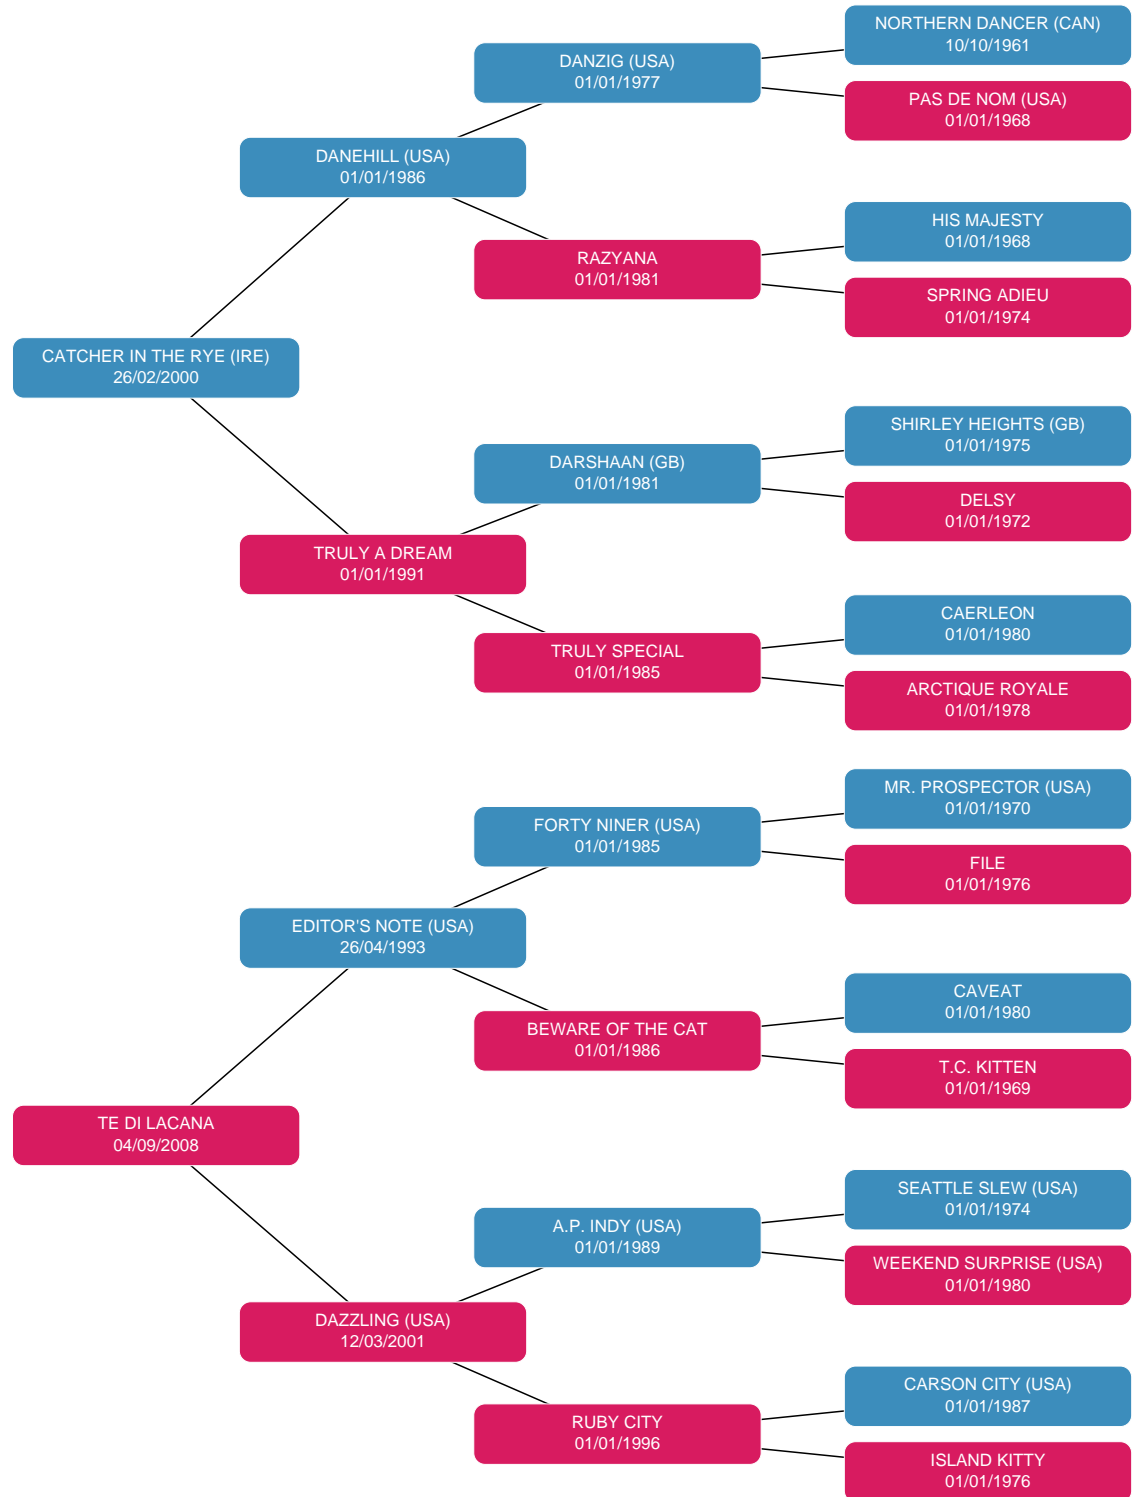 NORTHERN DANCER (CAN)
10/10/1961
DANZIG (USA)
01/01/1977
PAS DE NOM (USA)
01/01/1968
DANEHILL (USA)
01/01/1986
HIS MAJESTY
01/01/1968
RAZYANA
01/01/1981
SPRING ADIEU
01/01/1974
CATCHER IN THE RYE (IRE)
26/02/2000
SHIRLEY HEIGHTS (GB)
01/01/1975
DARSHAAN (GB)
01/01/1981
DELSY
01/01/1972
TRULY A DREAM
01/01/1991
CAERLEON
01/01/1980
TRULY SPECIAL
01/01/1985
ARCTIQUE ROYALE
01/01/1978
MR. PROSPECTOR (USA)
01/01/1970
FORTY NINER (USA)
01/01/1985
FILE
01/01/1976
EDITOR'S NOTE (USA)
26/04/1993
CAVEAT
01/01/1980
BEWARE OF THE CAT
01/01/1986
T.C. KITTEN
01/01/1969
TE DI LACANA
04/09/2008
SEATTLE SLEW (USA)
01/01/1974
A.P. INDY (USA)
01/01/1989
WEEKEND SURPRISE (USA)
01/01/1980
DAZZLING (USA)
12/03/2001
CARSON CITY (USA)
01/01/1987
RUBY CITY
01/01/1996
ISLAND KITTY
01/01/1976